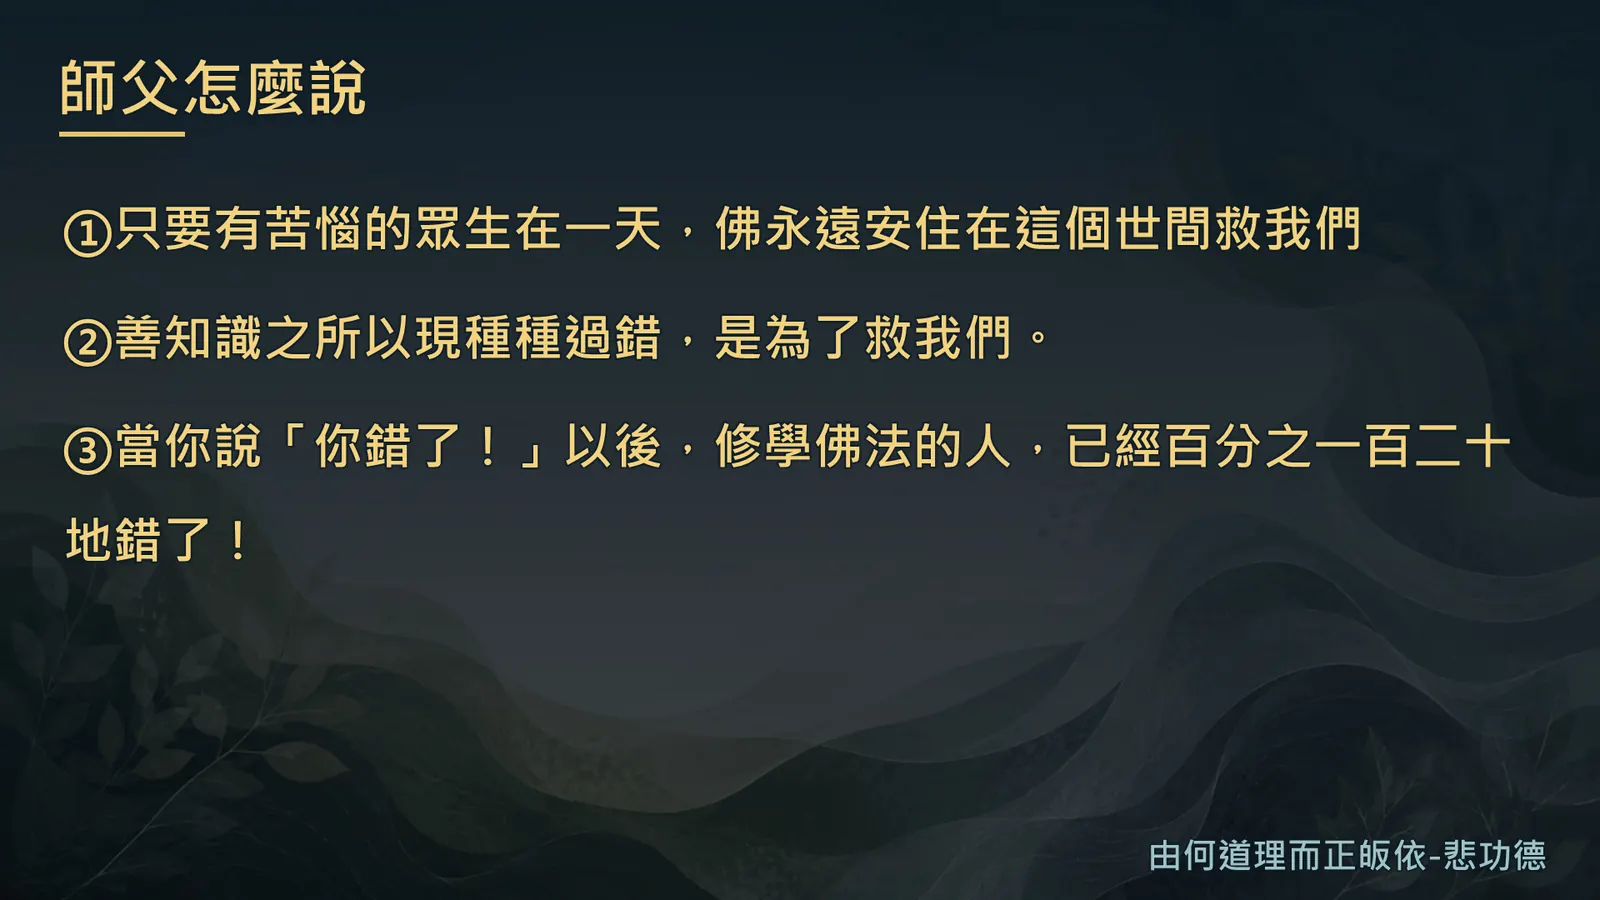 師父怎麼說
①只要有苦惱的眾生在一天，佛永遠安住在這個世間救我們
②善知識之所以現種種過錯，是為了救我們。
③當你說「你錯了！」以後，修學佛法的人，已經百分之一百二十
地錯了！
由何道理而正皈依-悲功德